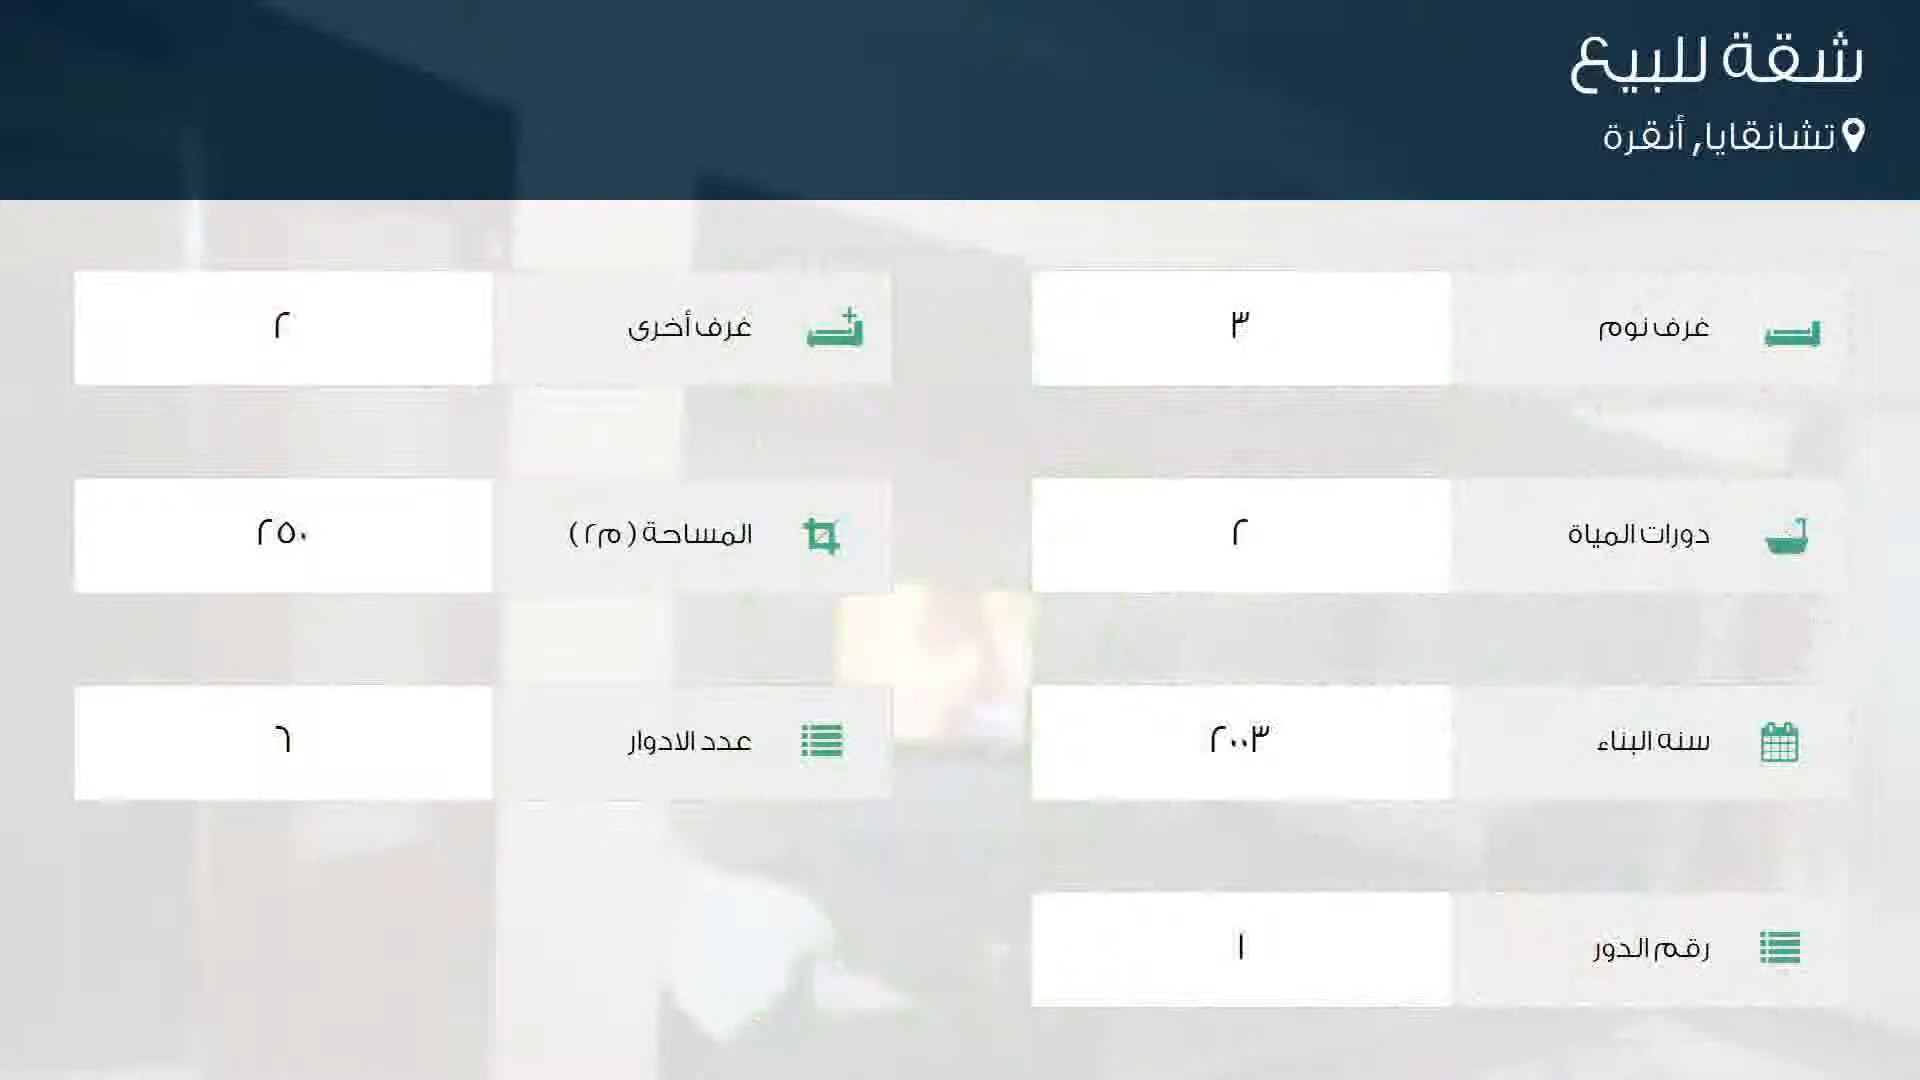 شقة للبيع
تشانقايا, أنقرة
غرف نوم
٣
غرف أخرى
٢
دورات المياة
٢
المساحة (م٢)
٢٥٠
سنه البناء
٢٠٠٣
عدد الادوار
٦
رقم الدور
١